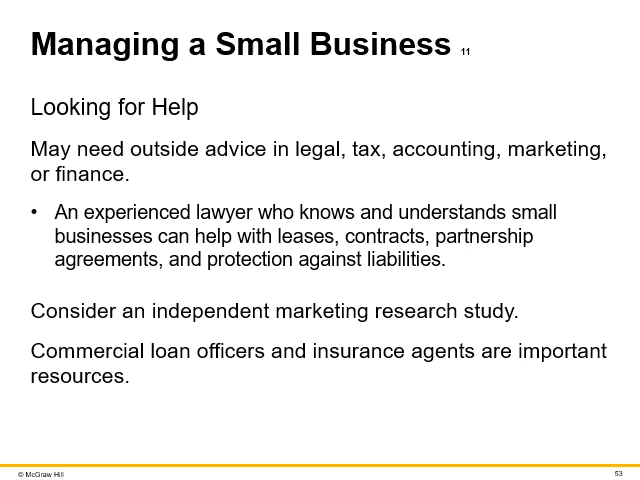 Managing a Small Business 11
Looking for Help
May need outside advice in legal, tax, accounting, marketing,
or finance.
• An experienced lawyer who knows and understands small
businesses can help with leases, contracts, partnership
agreements, and protection against liabilities.
Consider an independent marketing research study.
Commercial loan officers and insurance agents are important
resources.
© McGraw Hill
53